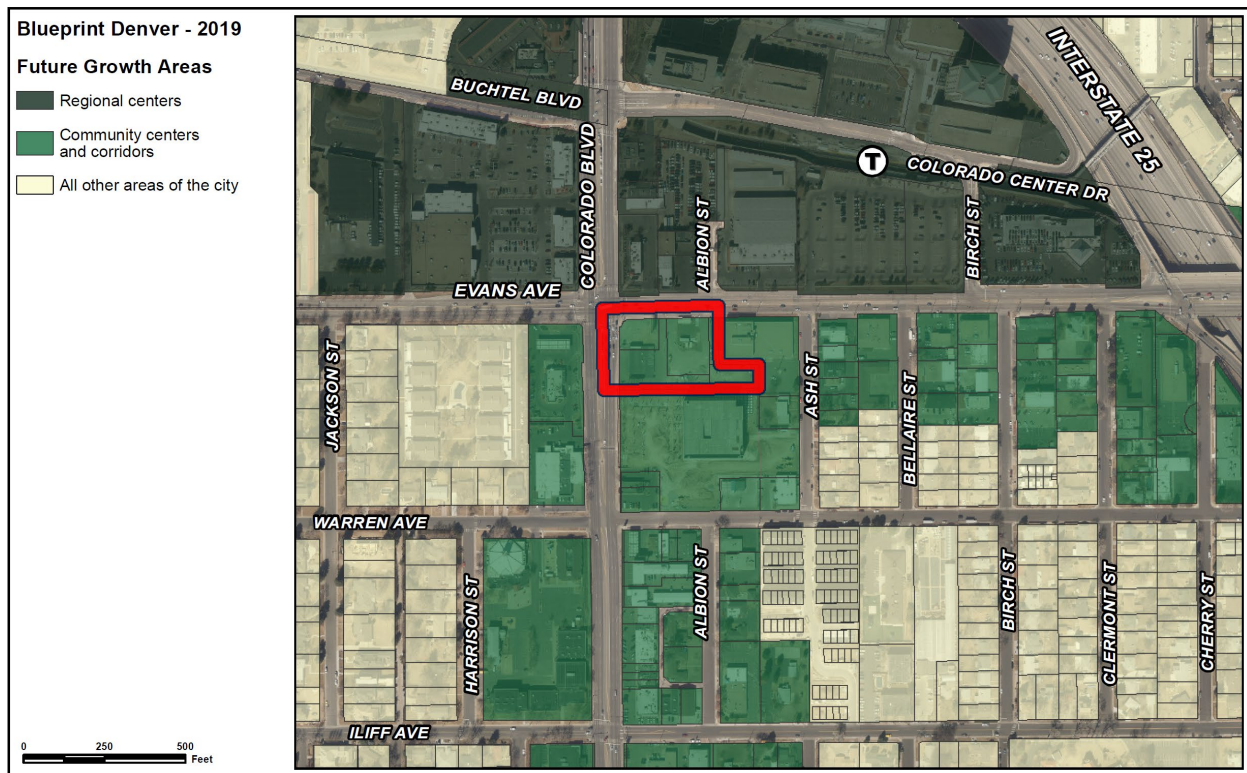 Blueprint Denver - 2019
Future Growth Areas
Regional centers
Community centers
and corridors
All other areas of the city
BUCHTEL BLVD
COLORADO BLVD
INTERSTATE 25
T
COLORADO CENTER DR
ALBION ST
BIRCH ST
EVANS AVE
JACKSON ST
ASH ST
BELLAIRE ST
WARREN AVE
HARRISON ST
ALBION ST
BIRCH ST
CLERMONT ST
CHERRY ST
ILIFF AVE
0 250 500
Feet